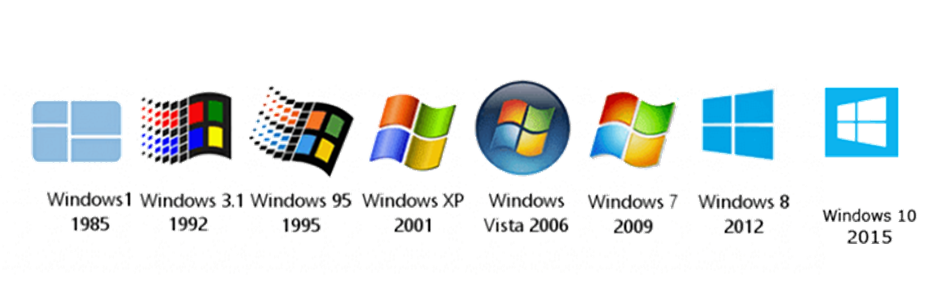 Windows1
1985
Windows 3.1
1992
Windows 95
1995
Windows XP
2001
Windows
Vista 2006
Windows 7
2009
Windows 8
2012
Windows 10
2015